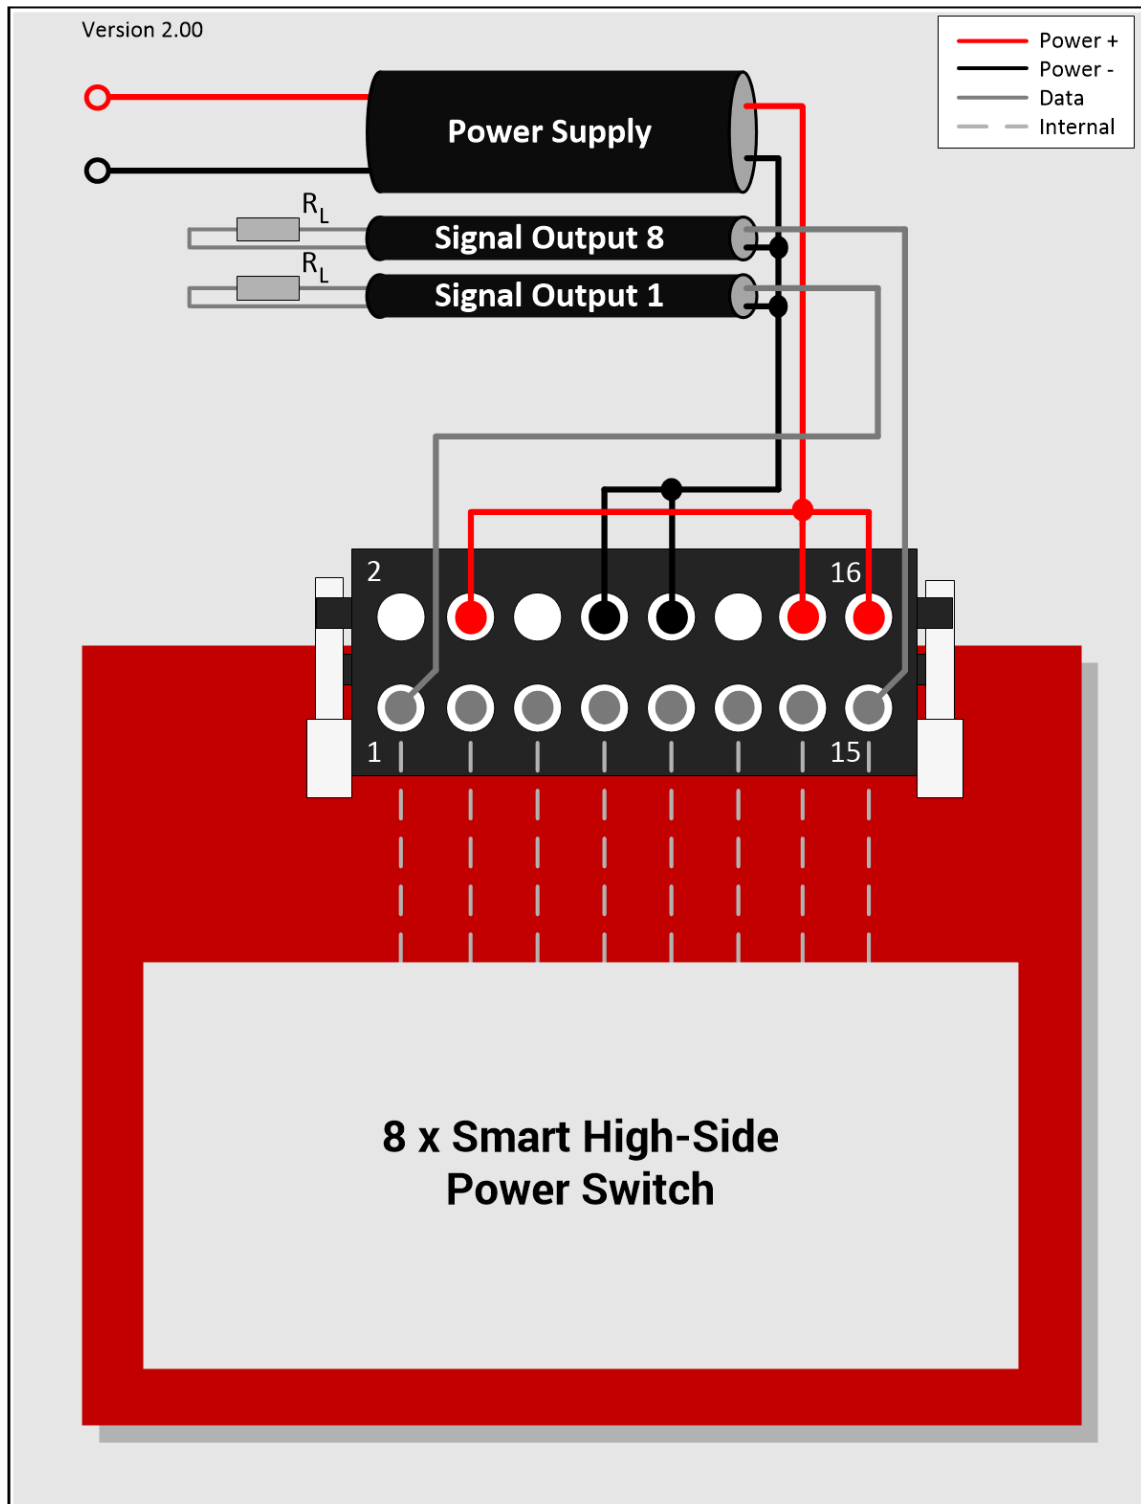 Version 2.00
Power +
Power -
Data
Internal
Power Supply
RL
Signal Output 8
RL
Signal Output 1
2
16
1
15
8 x Smart High-Side
Power Switch